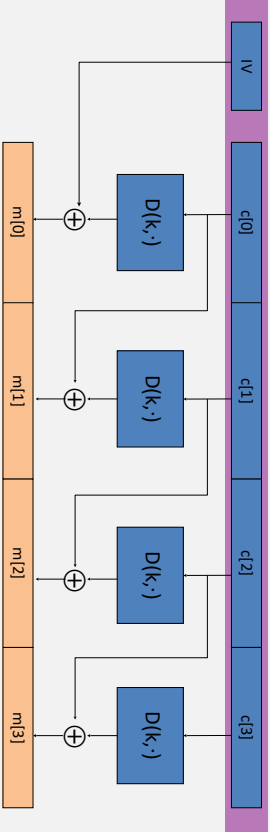 IV
c[0]
c[1]
c[2]
c[3]
D(k,·)
D(k,·)
D(k,·)
D(k,·)
m[0]
m[1]
m[2]
m[3]